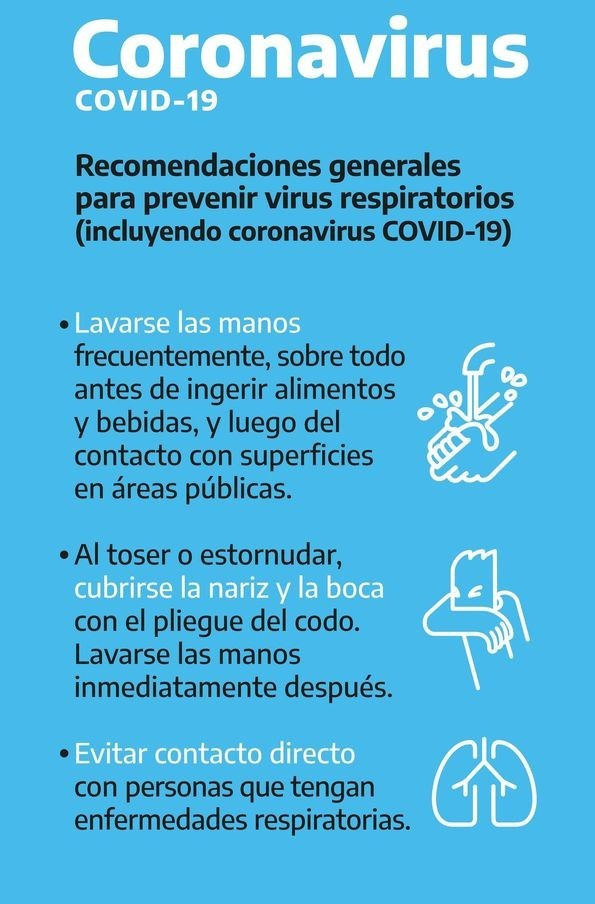 Coronavirus
COVID-19
Recomendaciones generales
para prevenir virus respiratorios
(incluyendo coronavirus COVID-19)
• Lavarse las manos
frecuentemente, sobre todo
antes de ingerir alimentos
y bebidas, y luego del
contacto con superficies
en áreas públicas.
• Al toser o estornudar,
cubrirse la nariz y la boca
con el pliegue del codo.
Lavarse las manos
inmediatamente después.
• Evitar contacto directo
con personas que tengan
enfermedades respiratorias.